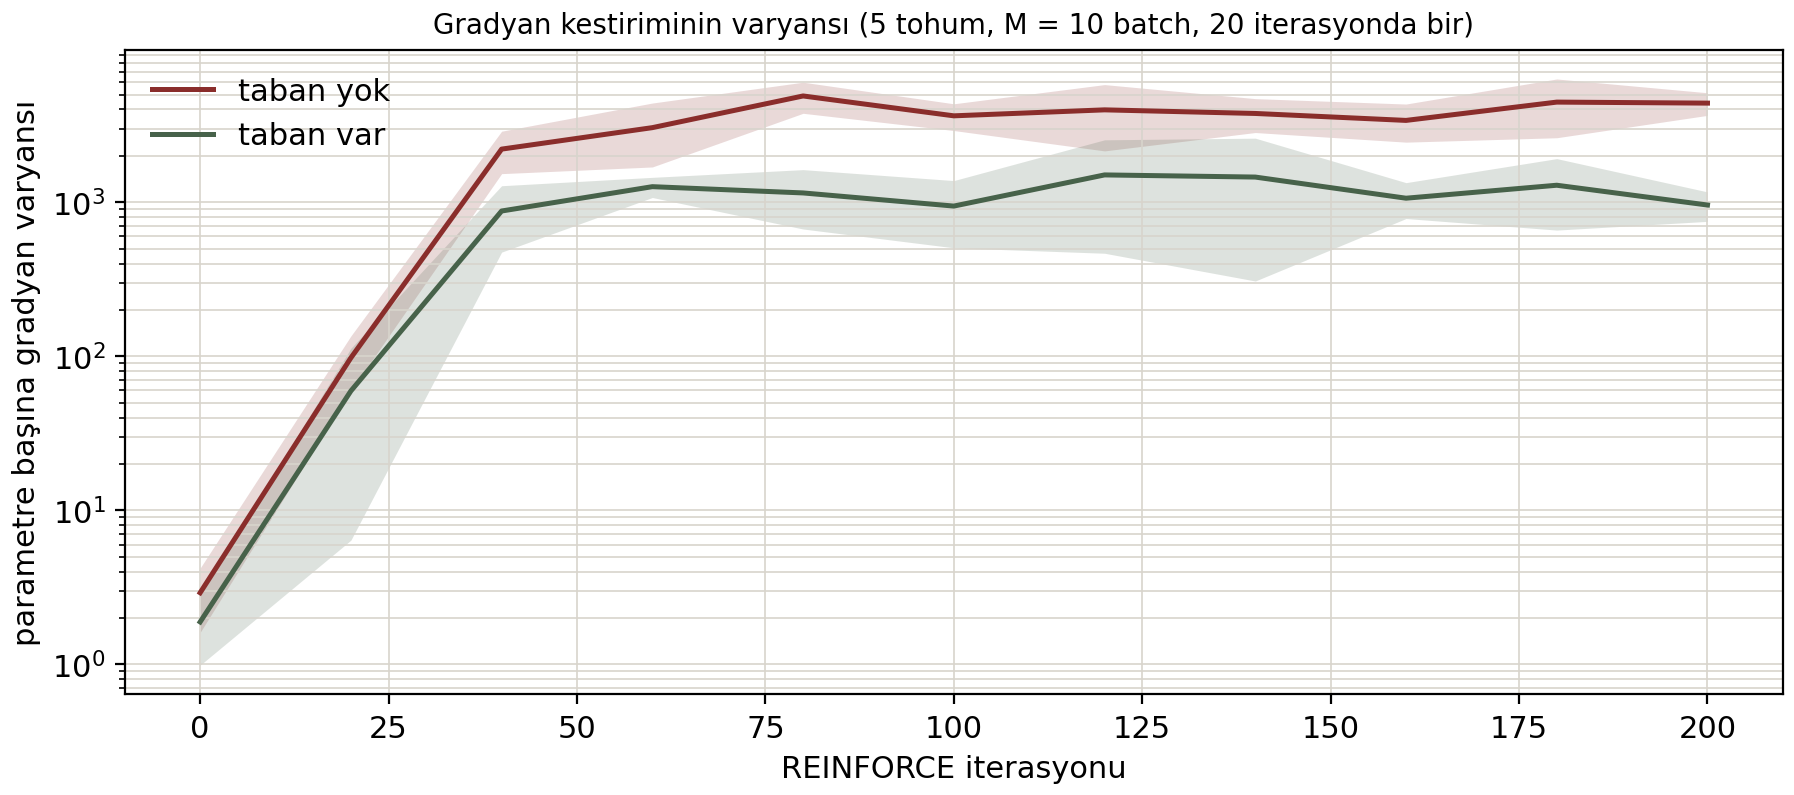 Gradyan kestiriminin varyansı (5 tohum, M = 10 batch, 20 iterasyonda bir)
taban yok
taban var
parametre başına gradyan varyansı
10³
10²
10¹
10⁰
0 25 50 75 100 125 150 175 200
REINFORCE iterasyonu